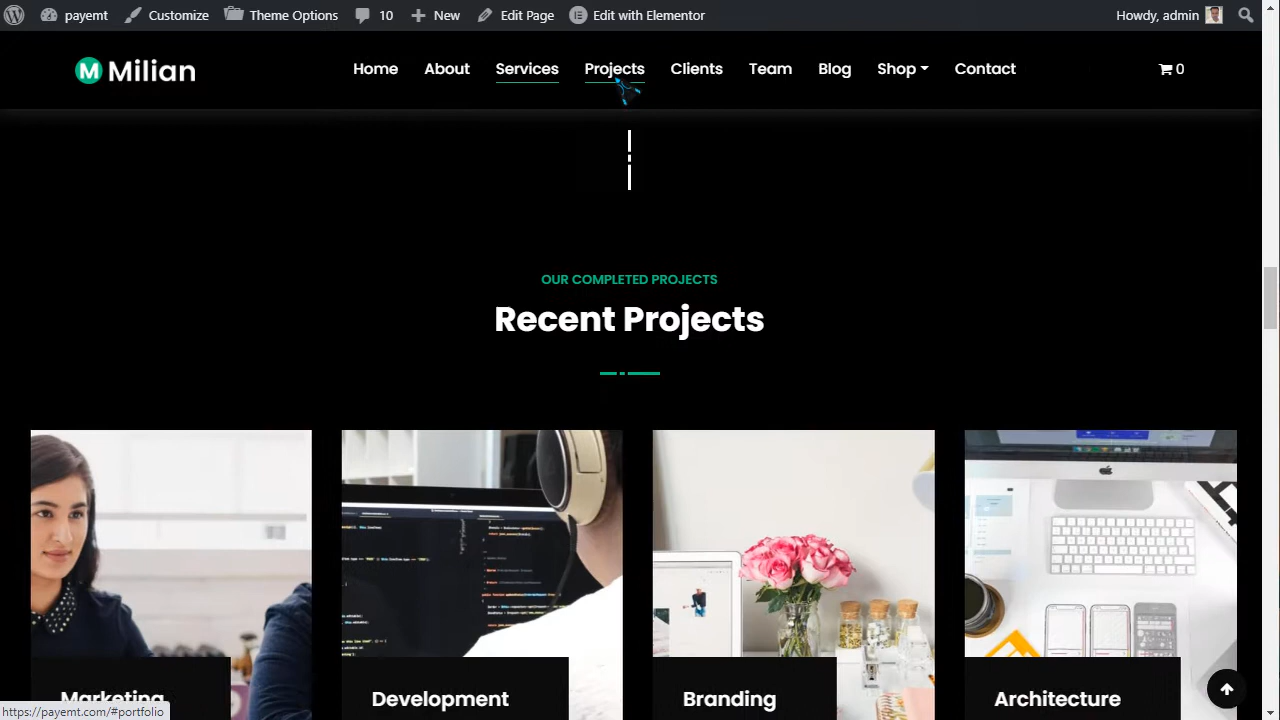 payemt Customize Theme Options 10 New Edit Page Edit with Elementor Howdy, admin
M Milian Home About Services Projects Clients Team Blog Shop Contact 0
OUR COMPLETED PROJECTS
Recent Projects
Marketing Development Branding Architecture
https://payemt.com/#portfolio